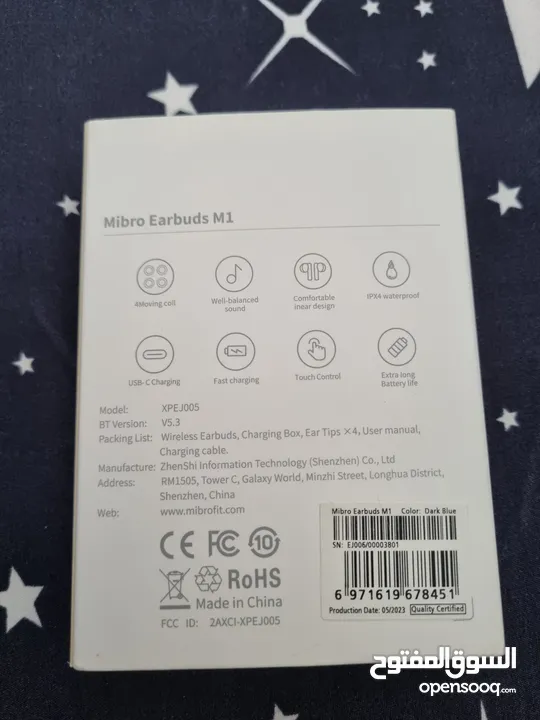 Mibro Earbuds M1
4Moving coil
Well-balanced
sound
Comfortable
inear design
IPX4 waterproof
USB- C Charging
Fast charging
Touch Control
Extra long
Battery life
Model: XPEJ005
BT Version: V5.3
Packing List: Wireless Earbuds, Charging Box, Ear Tips ×4, User manual,
Charging cable.
Manufacture: ZhenShi Information Technology (Shenzhen) Co., Ltd
Address: RM1505, Tower C, Galaxy World, Minzhi Street, Longhua District,
Shenzhen, China
Web: www.mibrofit.com
CE FC 10
RoHS
Made in China
FCC ID: 2AXCI-XPEJ005
Mibro Earbuds M1 Color: Dark Blue
SN: EJ006/00003801
6 971619 678451
Production Date: 05/2023 Quality Certified
السوق المفتوح
opensooq.com